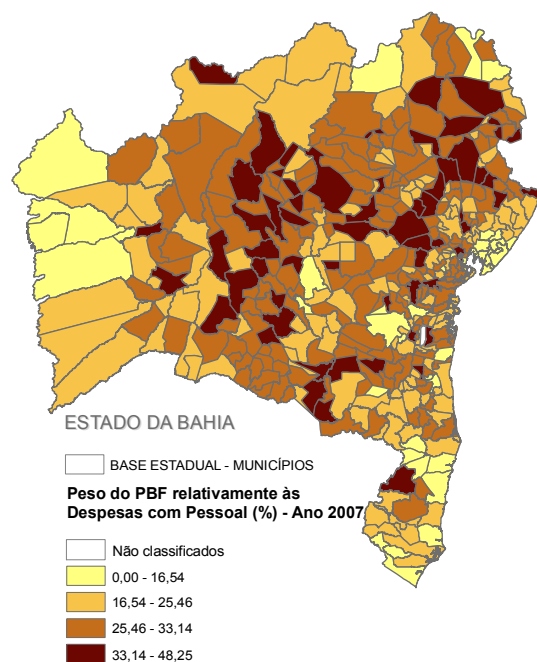 ESTADO DA BAHIA
BASE ESTADUAL - MUNICÍPIOS
Peso do PBF relativamente às
Despesas com Pessoal (%) - Ano 2007
Não classificados
0,00 - 16,54
16,54 - 25,46
25,46 - 33,14
33,14 - 48,25